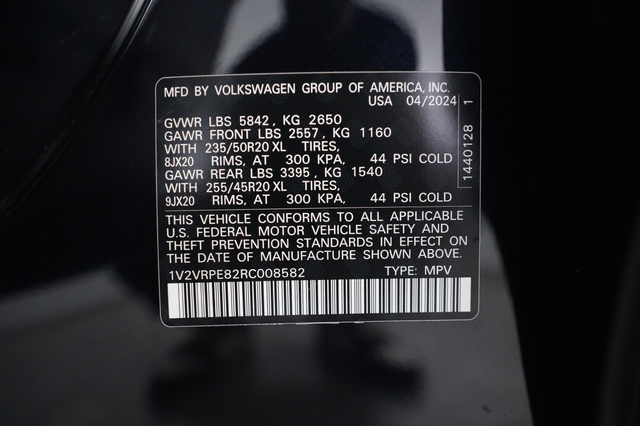 MFD BY VOLKSWAGEN GROUP OF AMERICA, INC.
USA 04/2024
GVWR LBS 5842, KG 2650
GAWR FRONT LBS 2557, KG 1160
WITH 235/50R20 XL TIRES,
8JX20 RIMS, AT 300 KPA, 44 PSI COLD
GAWR REAR LBS 3395, KG 1540
WITH 255/45R20 XL TIRES,
9JX20 RIMS, AT 300 KPA, 44 PSI COLD
1440128 1
THIS VEHICLE CONFORMS TO ALL APPLICABLE
U.S. FEDERAL MOTOR VEHICLE SAFETY AND
THEFT PREVENTION STANDARDS IN EFFECT ON
THE DATE OF MANUFACTURE SHOWN ABOVE.
1V2VRPE82RC008582 TYPE: MPV